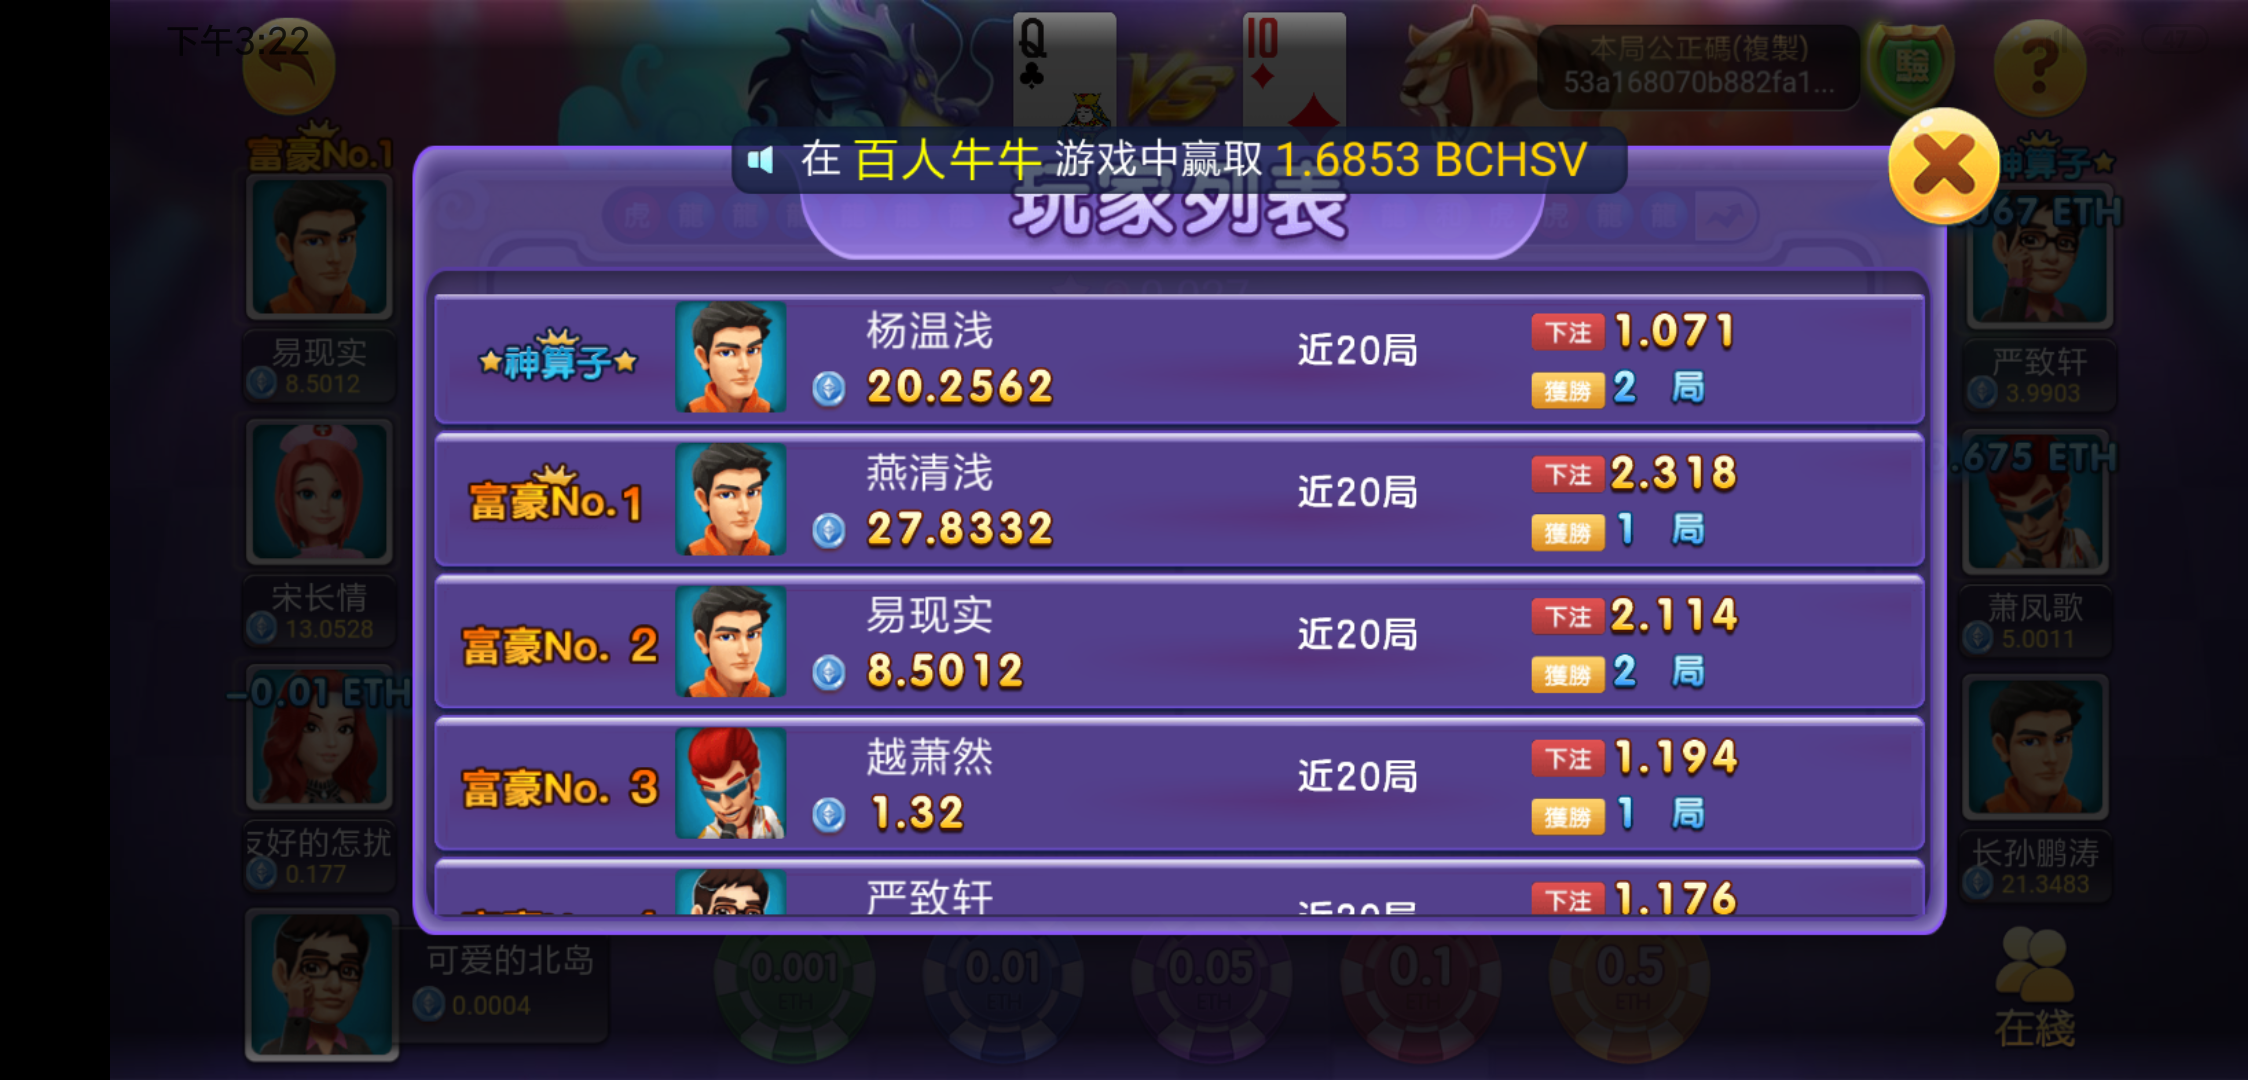 下午3:22
Q
VS
10
本局公正碼(複製)
53a168070b882fa1...
驗
?
在 百人牛牛 游戏中赢取 1.6853 BCHSV
玩家列表
富豪No.1
易现实
8.5012
宋长情
13.0528
-0.01 ETH
友好的怎扰
0.177
可爱的北岛
0.0004
神算子
杨温浅
20.2562
近20局
下注 1.071
獲勝 2 局
富豪No.1
燕清浅
27.8332
近20局
下注 2.318
獲勝 1 局
富豪No. 2
易现实
8.5012
近20局
下注 2.114
獲勝 2 局
富豪No. 3
越萧然
1.32
近20局
下注 1.194
獲勝 1 局
严致轩
近20局
下注 1.176
神算子
67 ETH
严致轩
3.9903
.675 ETH
萧凤歌
5.0011
长孙鹏涛
21.3483
在綫
0.001
ETH
0.01
ETH
0.05
ETH
0.1
ETH
0.5
ETH